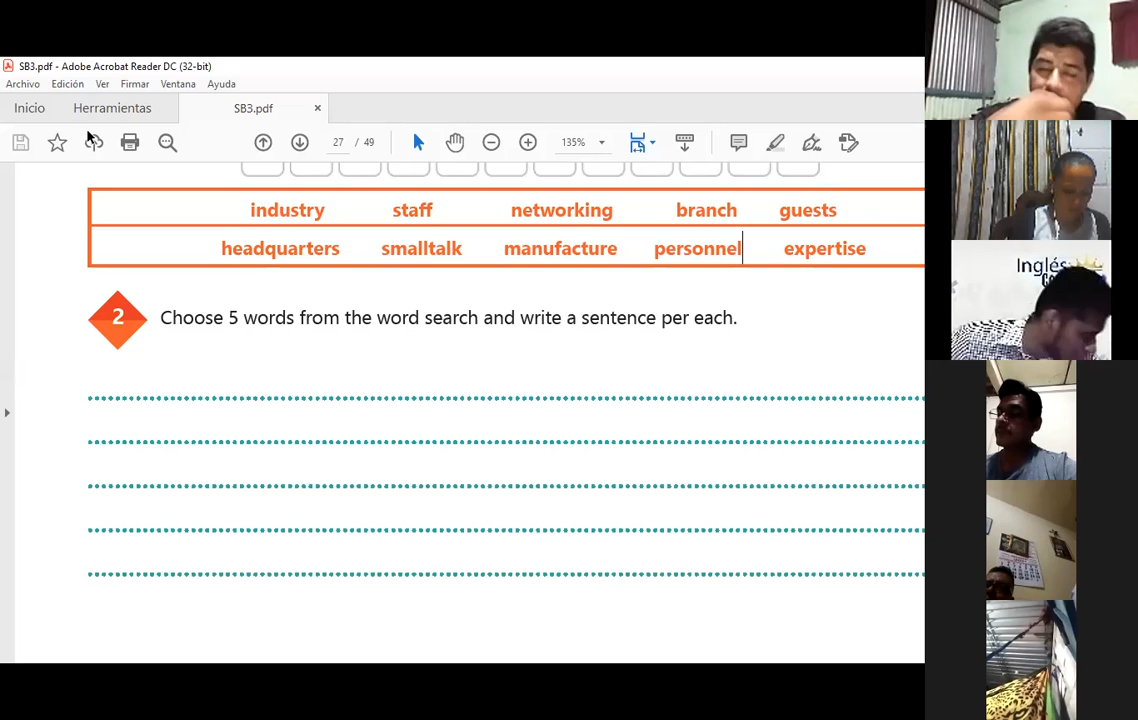 SB3.pdf - Adobe Acrobat Reader DC (32-bit)
Archivo Edición Ver Firmar Ventana Ayuda
Inicio Herramientas SB3.pdf ×
27 / 49 135%
industry staff networking branch guests
headquarters smalltalk manufacture personnel expertise
2 Choose 5 words from the word search and write a sentence per each.
Inglés